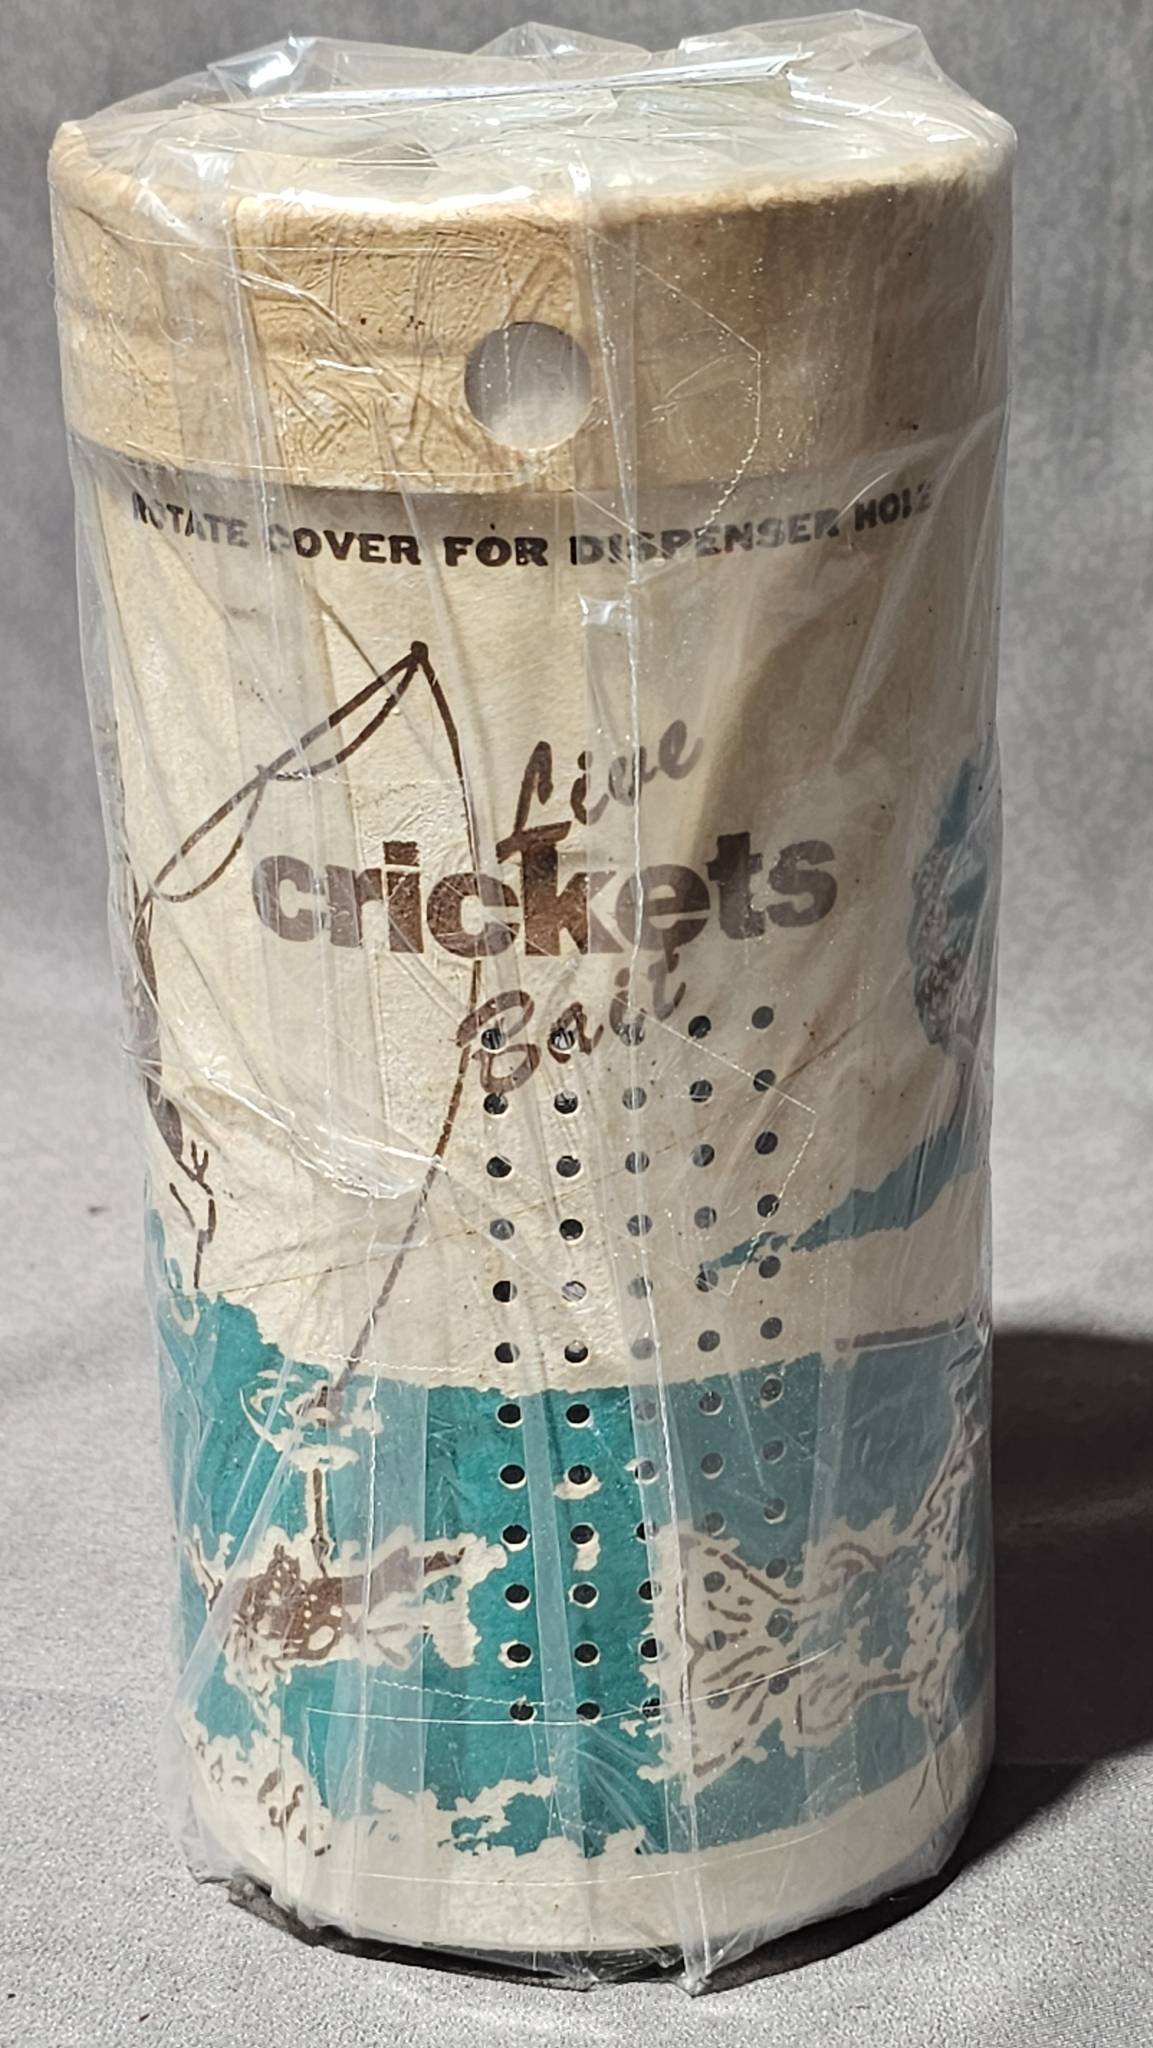 ROTATE COVER FOR DISPENSER HOLE
Live
crickets
Bait